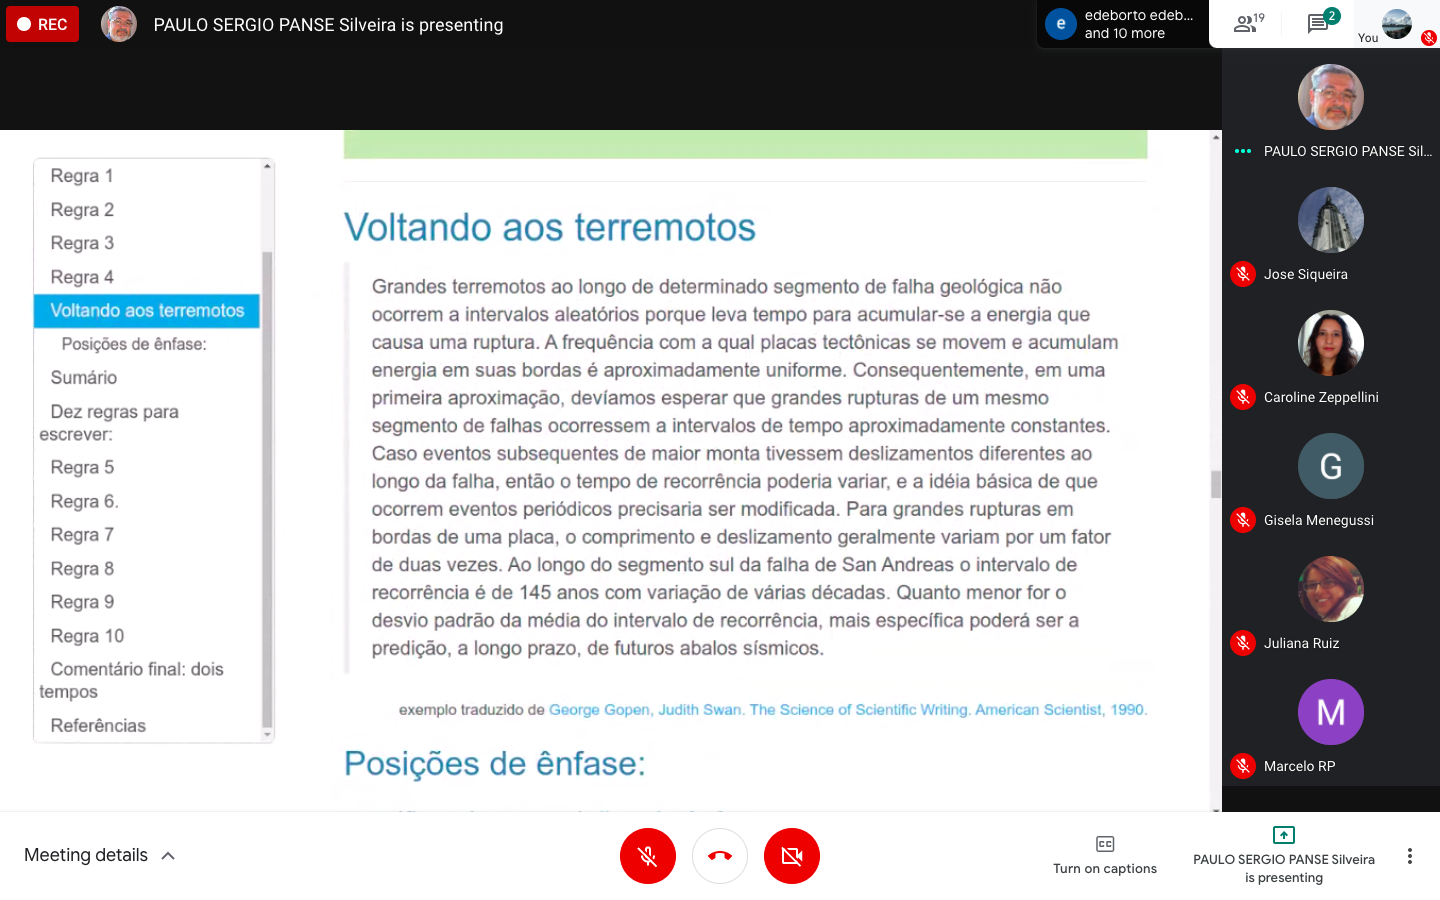 REC
PAULO SERGIO PANSE Silveira is presenting
e
edeborto edeb...
and 10 more
19
2
You
Regra 1
Regra 2
Regra 3
Regra 4
Voltando aos terremotos
Posições de ênfase:
Sumário
Dez regras para
escrever:
Regra 5
Regra 6.
Regra 7
Regra 8
Regra 9
Regra 10
Comentário final: dois
tempos
Referências
Voltando aos terremotos
Grandes terremotos ao longo de determinado segmento de falha geológica não
ocorrem a intervalos aleatórios porque leva tempo para acumular-se a energia que
causa uma ruptura. A frequência com a qual placas tectônicas se movem e acumulam
energia em suas bordas é aproximadamente uniforme. Consequentemente, em uma
primeira aproximação, devíamos esperar que grandes rupturas de um mesmo
segmento de falhas ocorressem a intervalos de tempo aproximadamente constantes.
Caso eventos subsequentes de maior monta tivessem deslizamentos diferentes ao
longo da falha, então o tempo de recorrência poderia variar, e a idéia básica de que
ocorrem eventos periódicos precisaria ser modificada. Para grandes rupturas em
bordas de uma placa, o comprimento e deslizamento geralmente variam por um fator
de duas vezes. Ao longo do segmento sul da falha de San Andreas o intervalo de
recorrência é de 145 anos com variação de várias décadas. Quanto menor for o
desvio padrão da média do intervalo de recorrência, mais específica poderá ser a
predição, a longo prazo, de futuros abalos sísmicos.
exemplo traduzido de George Gopen, Judith Swan. The Science of Scientific Writing. American Scientist, 1990.
Posições de ênfase:
PAULO SERGIO PANSE Sil...
Jose Siqueira
Caroline Zeppellini
G
Gisela Menegussi
Juliana Ruiz
M
Marcelo RP
Meeting details
CC
Turn on captions
PAULO SERGIO PANSE Silveira
is presenting